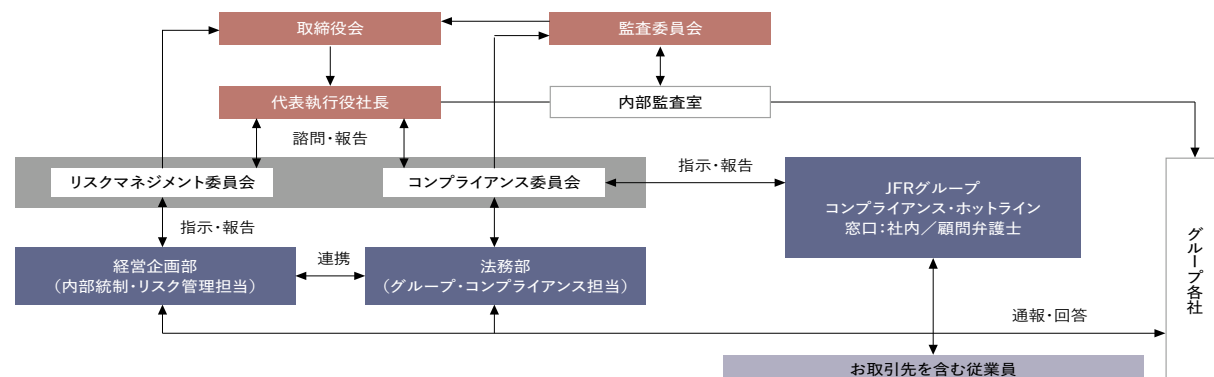 取締役会
監査委員会
代表執行役社長
内部監査室
諮問・報告
リスクマネジメント委員会
コンプライアンス委員会
指示・報告
JFRグループ
コンプライアンス・ホットライン
窓口：社内／顧問弁護士
グループ各社
指示・報告
経営企画部
（内部統制・リスク管理担当）
連携
法務部
（グループ・コンプライアンス担当）
通報・回答
お取引先を含む従業員